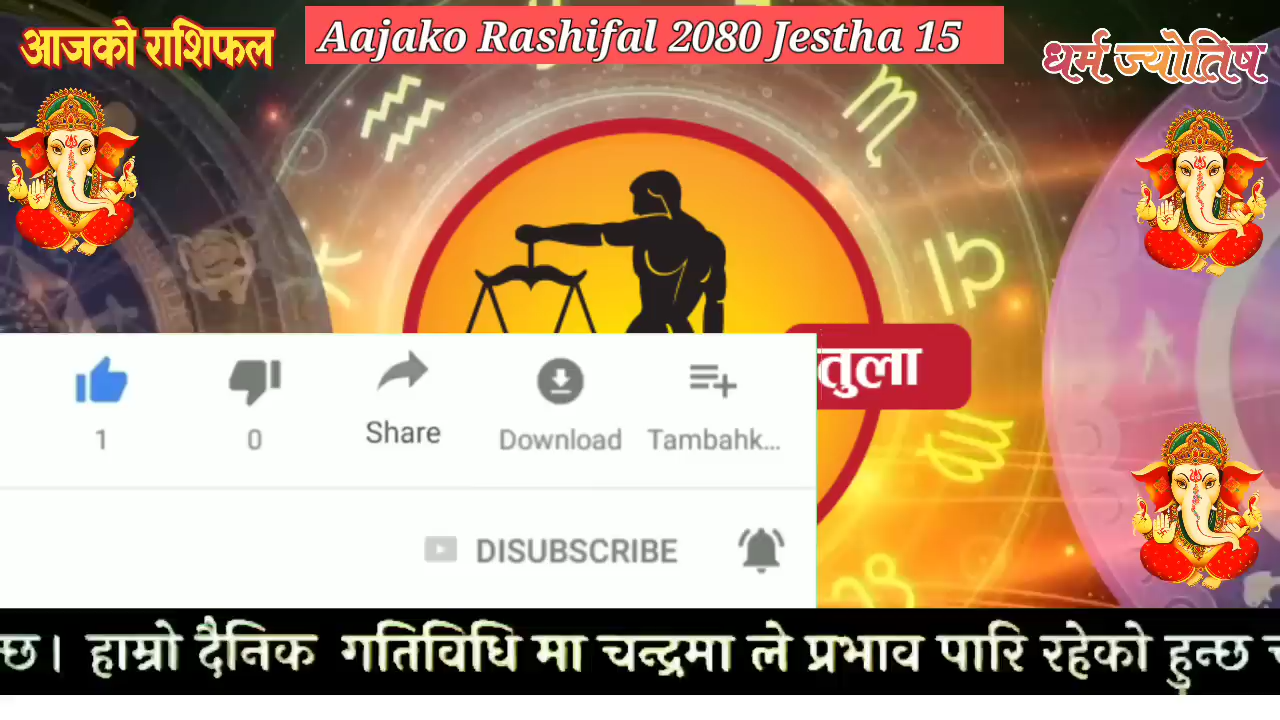 आजको राशिफल
Aajako Rashifal 2080 Jestha 15
धर्म ज्योतिष
तुला
1
0
Share
Download
Tambahk...
DISUBSCRIBE
छ। हाम्रो दैनिक गतिविधि मा चन्द्रमा ले प्रभाव पारि रहेको हुन्छ